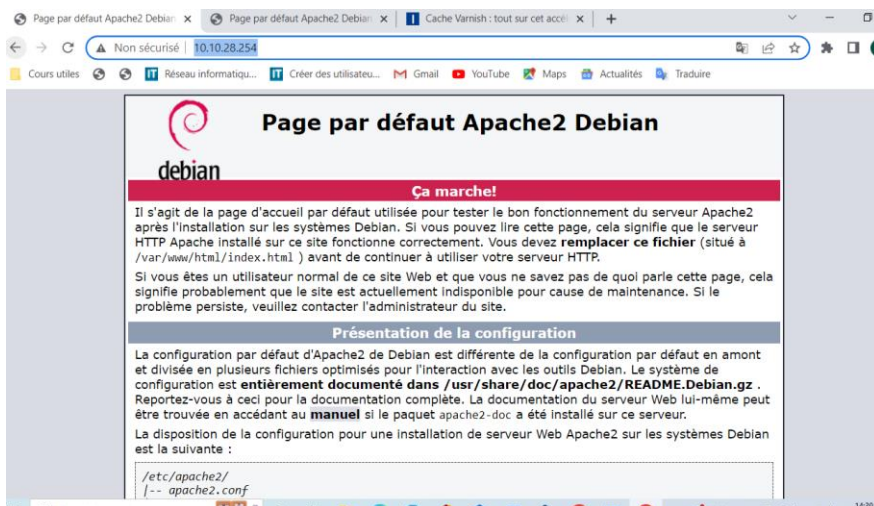 Page par défaut Apache2 Debian
Page par défaut Apache2 Debian
Cache Varnish : tout sur cet accél
Non sécurisé
10.10.28.254
Cours utiles
Réseau informatiqu...
Créer des utilisateu...
Gmail
YouTube
Maps
Actualités
Traduire
Page par défaut Apache2 Debian
debian
Ça marche!
Il s'agit de la page d'accueil par défaut utilisée pour tester le bon fonctionnement du serveur Apache2
après l'installation sur les systèmes Debian. Si vous pouvez lire cette page, cela signifie que le serveur
HTTP Apache installé sur ce site fonctionne correctement. Vous devez remplacer ce fichier (situé à
/var/www/html/index.html ) avant de continuer à utiliser votre serveur HTTP.
Si vous êtes un utilisateur normal de ce site Web et que vous ne savez pas de quoi parle cette page, cela
signifie probablement que le site est actuellement indisponible pour cause de maintenance. Si le
problème persiste, veuillez contacter l'administrateur du site.
Présentation de la configuration
La configuration par défaut d'Apache2 de Debian est différente de la configuration par défaut en amont
et divisée en plusieurs fichiers optimisés pour l'interaction avec les outils Debian. Le système de
configuration est entièrement documenté dans /usr/share/doc/apache2/README.Debian.gz .
Reportez-vous à ceci pour la documentation complète. La documentation du serveur Web lui-même peut
être trouvée en accédant au manuel si le paquet apache2-doc a été installé sur ce serveur.
La disposition de la configuration pour une installation de serveur Web Apache2 sur les systèmes Debian
est la suivante :
/etc/apache2/
|-- apache2.conf